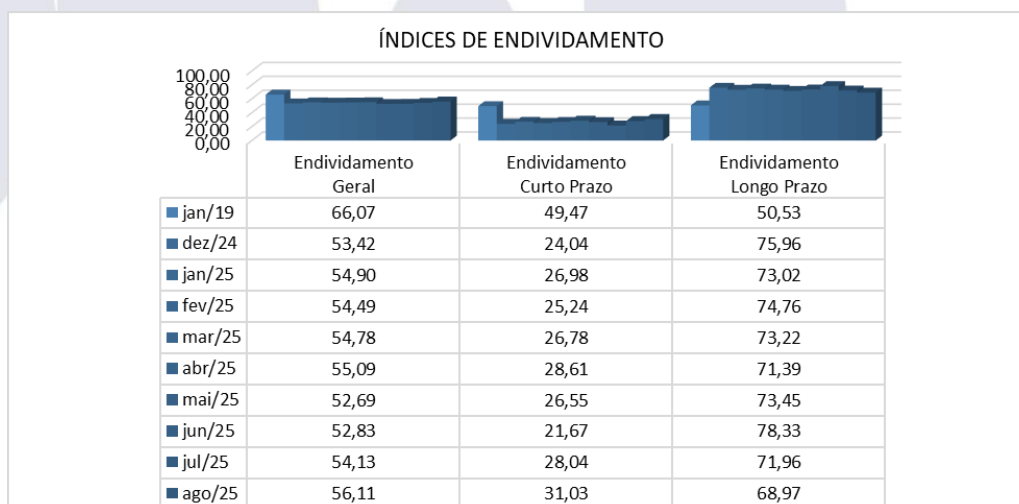 ÍNDICES DE ENDIVIDAMENTO
100,00
80,00
60,00
40,00
20,00
0,00
Endividamento Geral
Endividamento Curto Prazo
Endividamento Longo Prazo
jan/19 66,07 49,47 50,53
dez/24 53,42 24,04 75,96
jan/25 54,90 26,98 73,02
fev/25 54,49 25,24 74,76
mar/25 54,78 26,78 73,22
abr/25 55,09 28,61 71,39
mai/25 52,69 26,55 73,45
jun/25 52,83 21,67 78,33
jul/25 54,13 28,04 71,96
ago/25 56,11 31,03 68,97